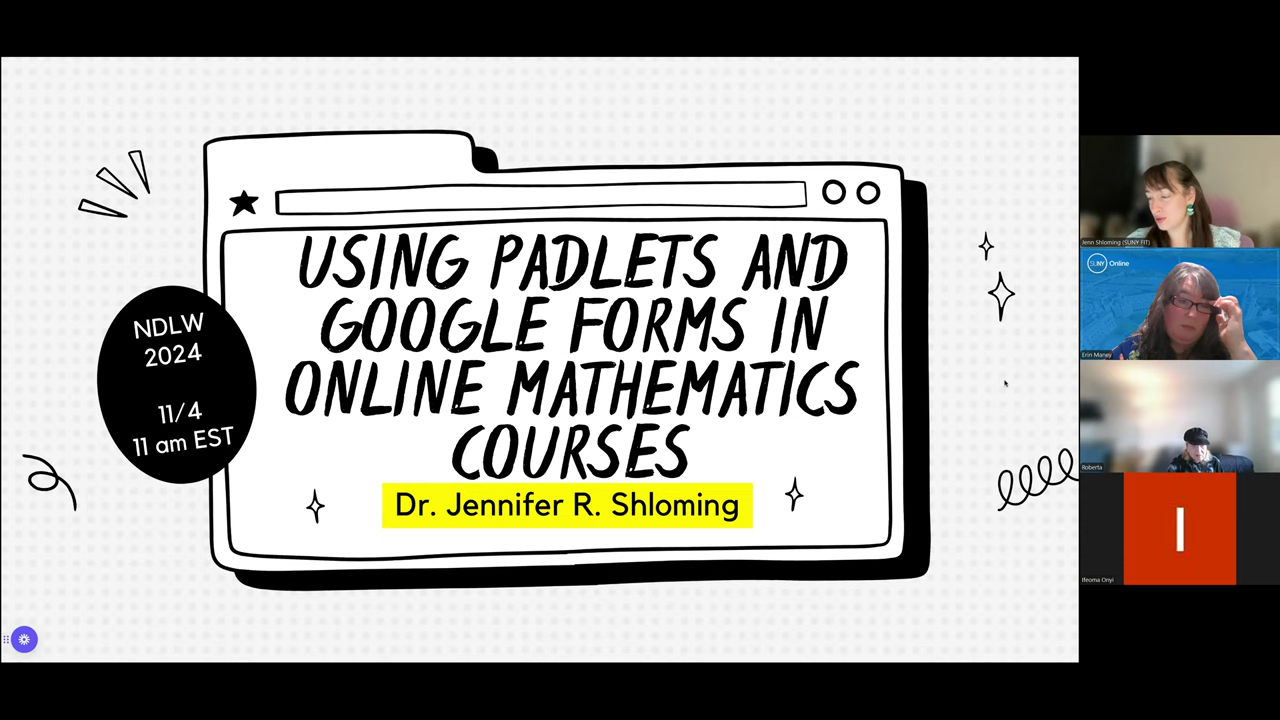 USING PADLETS AND
GOOGLE FORMS IN
ONLINE MATHEMATICS
COURSES
Dr. Jennifer R. Shloming
NDLW
2024
11/4
11 am EST
Jenn Shloming (SUNY FIT)
SUNY Online
Erin Maney
Roberta
I
Ifeoma Onyi